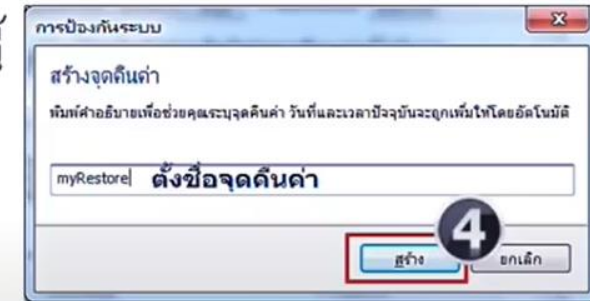 การป้องกันระบบ
สร้างจุดคืนค่า
พิมพ์คำอธิบายเพื่อช่วยคุณระบุจุดคืนค่า วันที่และเวลาปัจจุบันจะถูกเพิ่มให้โดยอัตโนมัติ
myRestore ตั้งชื่อจุดคืนค่า
4
สร้าง ยกเลิก